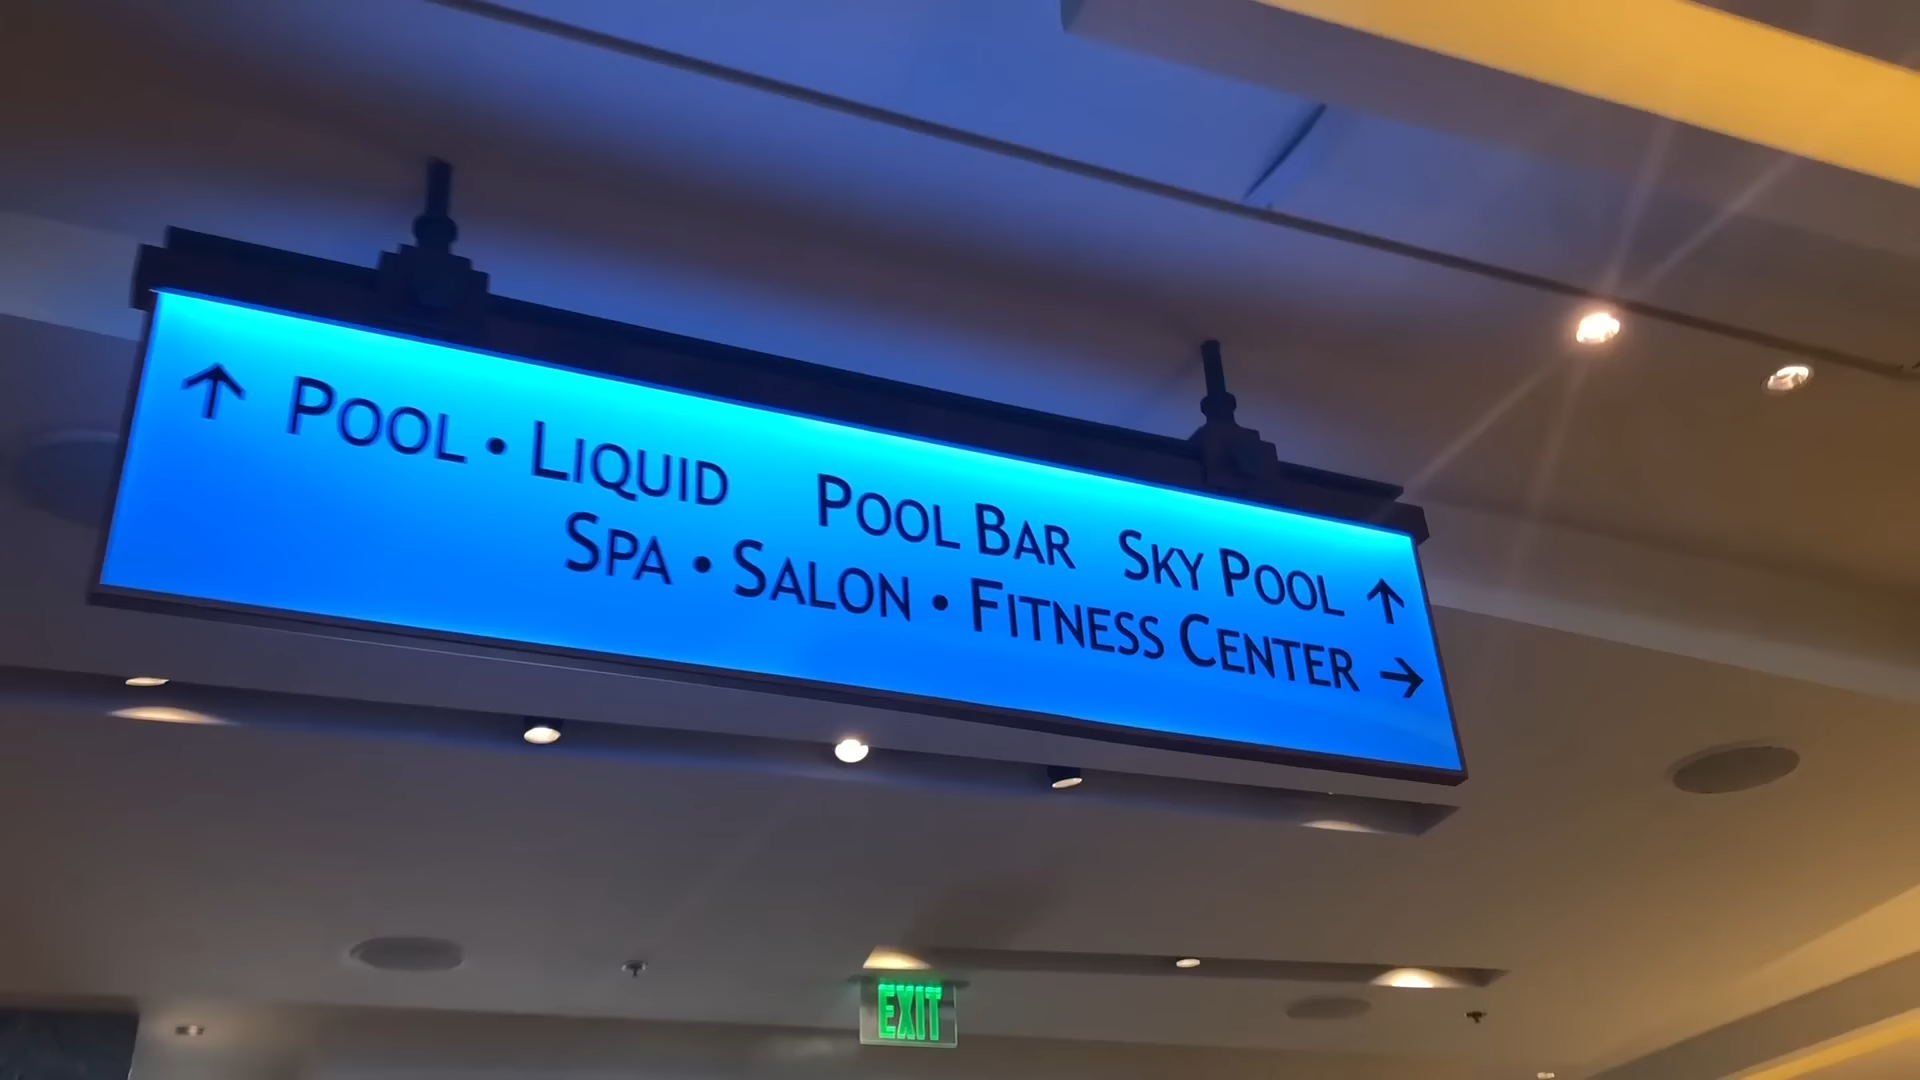 ↑ POOL • LIQUID POOL BAR SKY POOL ↑
SPA • SALON • FITNESS CENTER →
EXIT